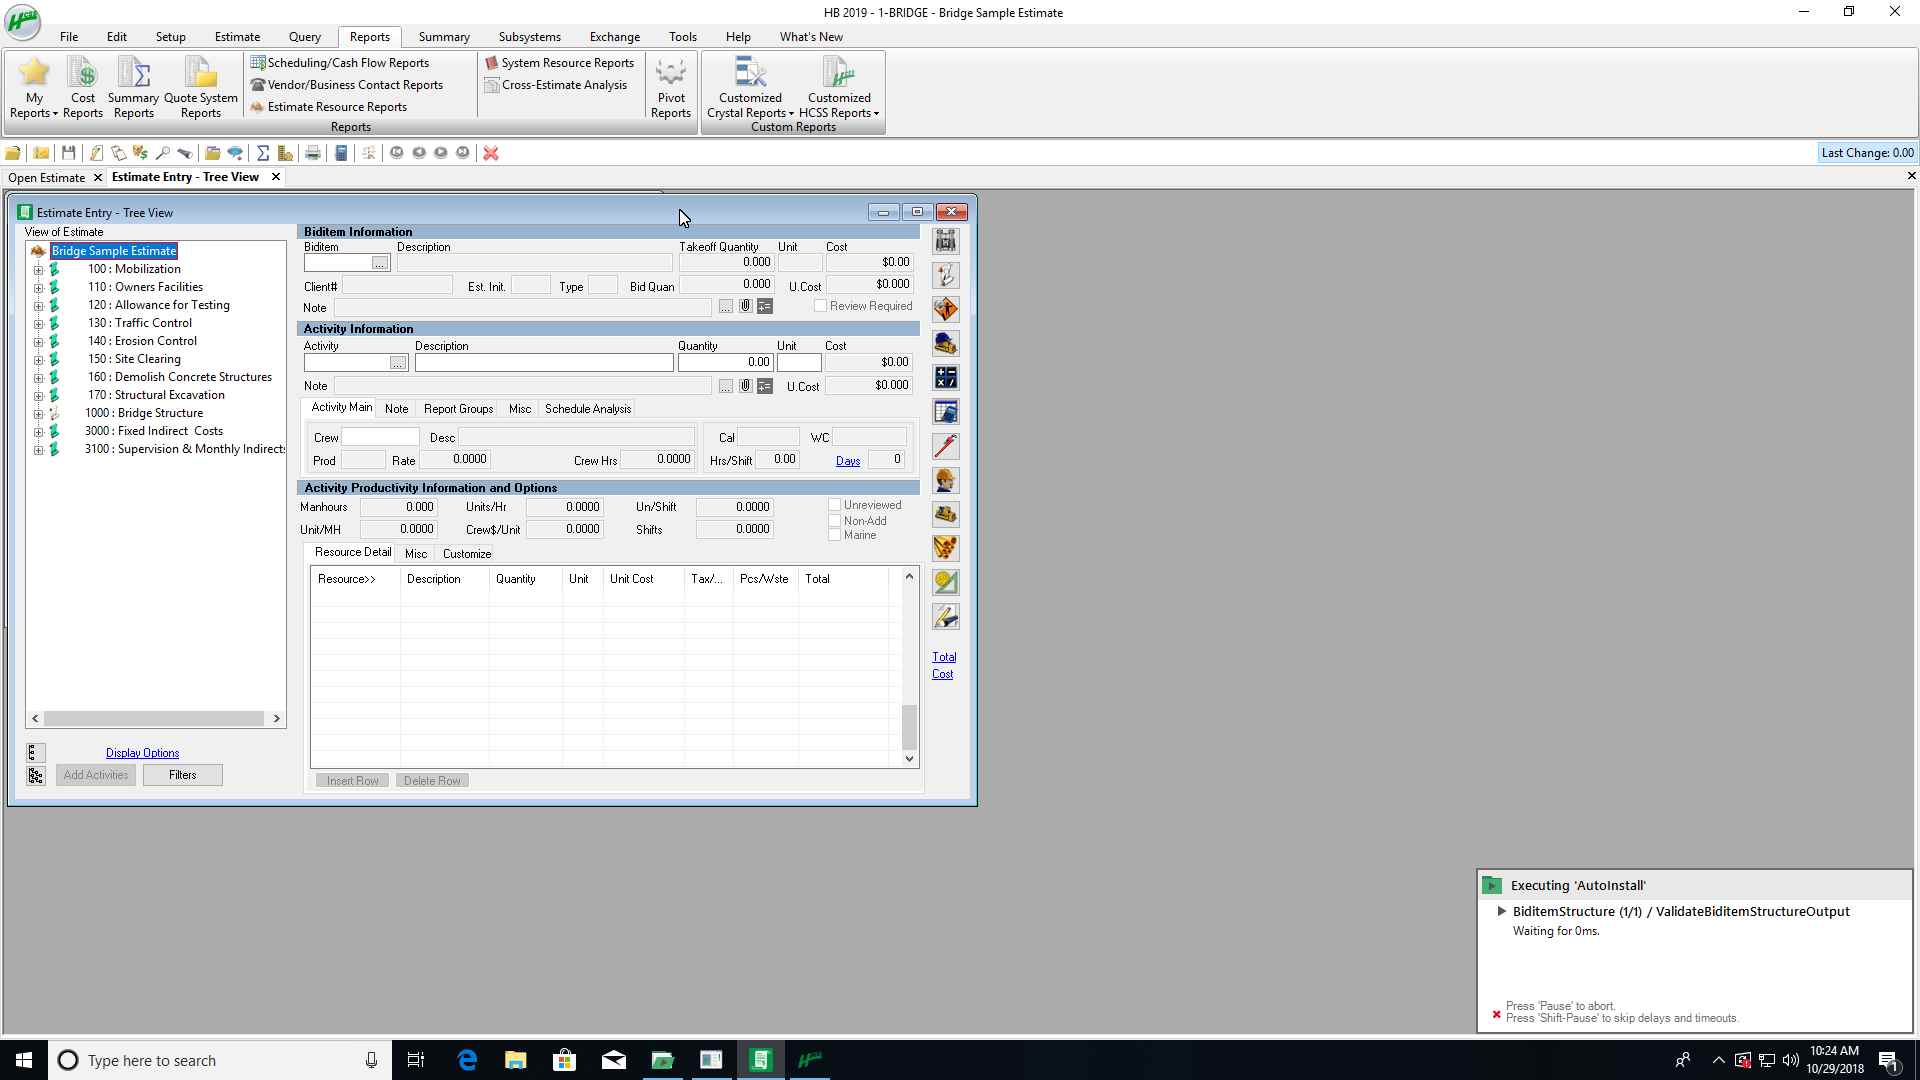 HB 2019 - 1-BRIDGE - Bridge Sample Estimate
File Edit Setup Estimate Query Reports Summary Subsystems Exchange Tools Help What's New
My Reports
Cost Reports
Summary Reports
Quote System Reports
Scheduling/Cash Flow Reports
Vendor/Business Contact Reports
Estimate Resource Reports
System Resource Reports
Cross-Estimate Analysis
Pivot Reports
Customized Crystal Reports
Customized HCSS Reports
Reports
Custom Reports
Last Change: 0.00
Open Estimate
Estimate Entry - Tree View
Estimate Entry - Tree View
View of Estimate
Bridge Sample Estimate
100 : Mobilization
110 : Owners Facilities
120 : Allowance for Testing
130 : Traffic Control
140 : Erosion Control
150 : Site Clearing
160 : Demolish Concrete Structures
170 : Structural Excavation
1000 : Bridge Structure
3000 : Fixed Indirect Costs
3100 : Supervision & Monthly Indirects
Display Options
Add Activities
Filters
Biditem Information
Biditem Description Takeoff Quantity Unit Cost
... 0.000 $0.00
Client# Est. Init. Type Bid Quan 0.000 U.Cost $0.000
Note ... Review Required
Activity Information
Activity Description Quantity Unit Cost
... 0.00 $0.00
Note ... U.Cost $0.000
Activity Main Note Report Groups Misc Schedule Analysis
Crew Desc Cal WC
Prod Rate 0.0000 Crew Hrs 0.0000 Hrs/Shift 0.00 Days 0
Activity Productivity Information and Options
Manhours 0.000 Units/Hr 0.0000 Un/Shift 0.0000 Unreviewed
Non-Add
Unit/MH 0.0000 Crew$/Unit 0.0000 Shifts 0.0000 Marine
Resource Detail Misc Customize
Resource>> Description Quantity Unit Unit Cost Tax/... Pcs/Wste Total
Insert Row Delete Row
Total
Cost
Executing 'AutoInstall'
BiditemStructure (1/1) / ValidateBiditemStructureOutput
Waiting for 0ms.
Press 'Pause' to abort.
Press 'Shift-Pause' to skip delays and timeouts.
Type here to search
10:24 AM
10/29/2018
1